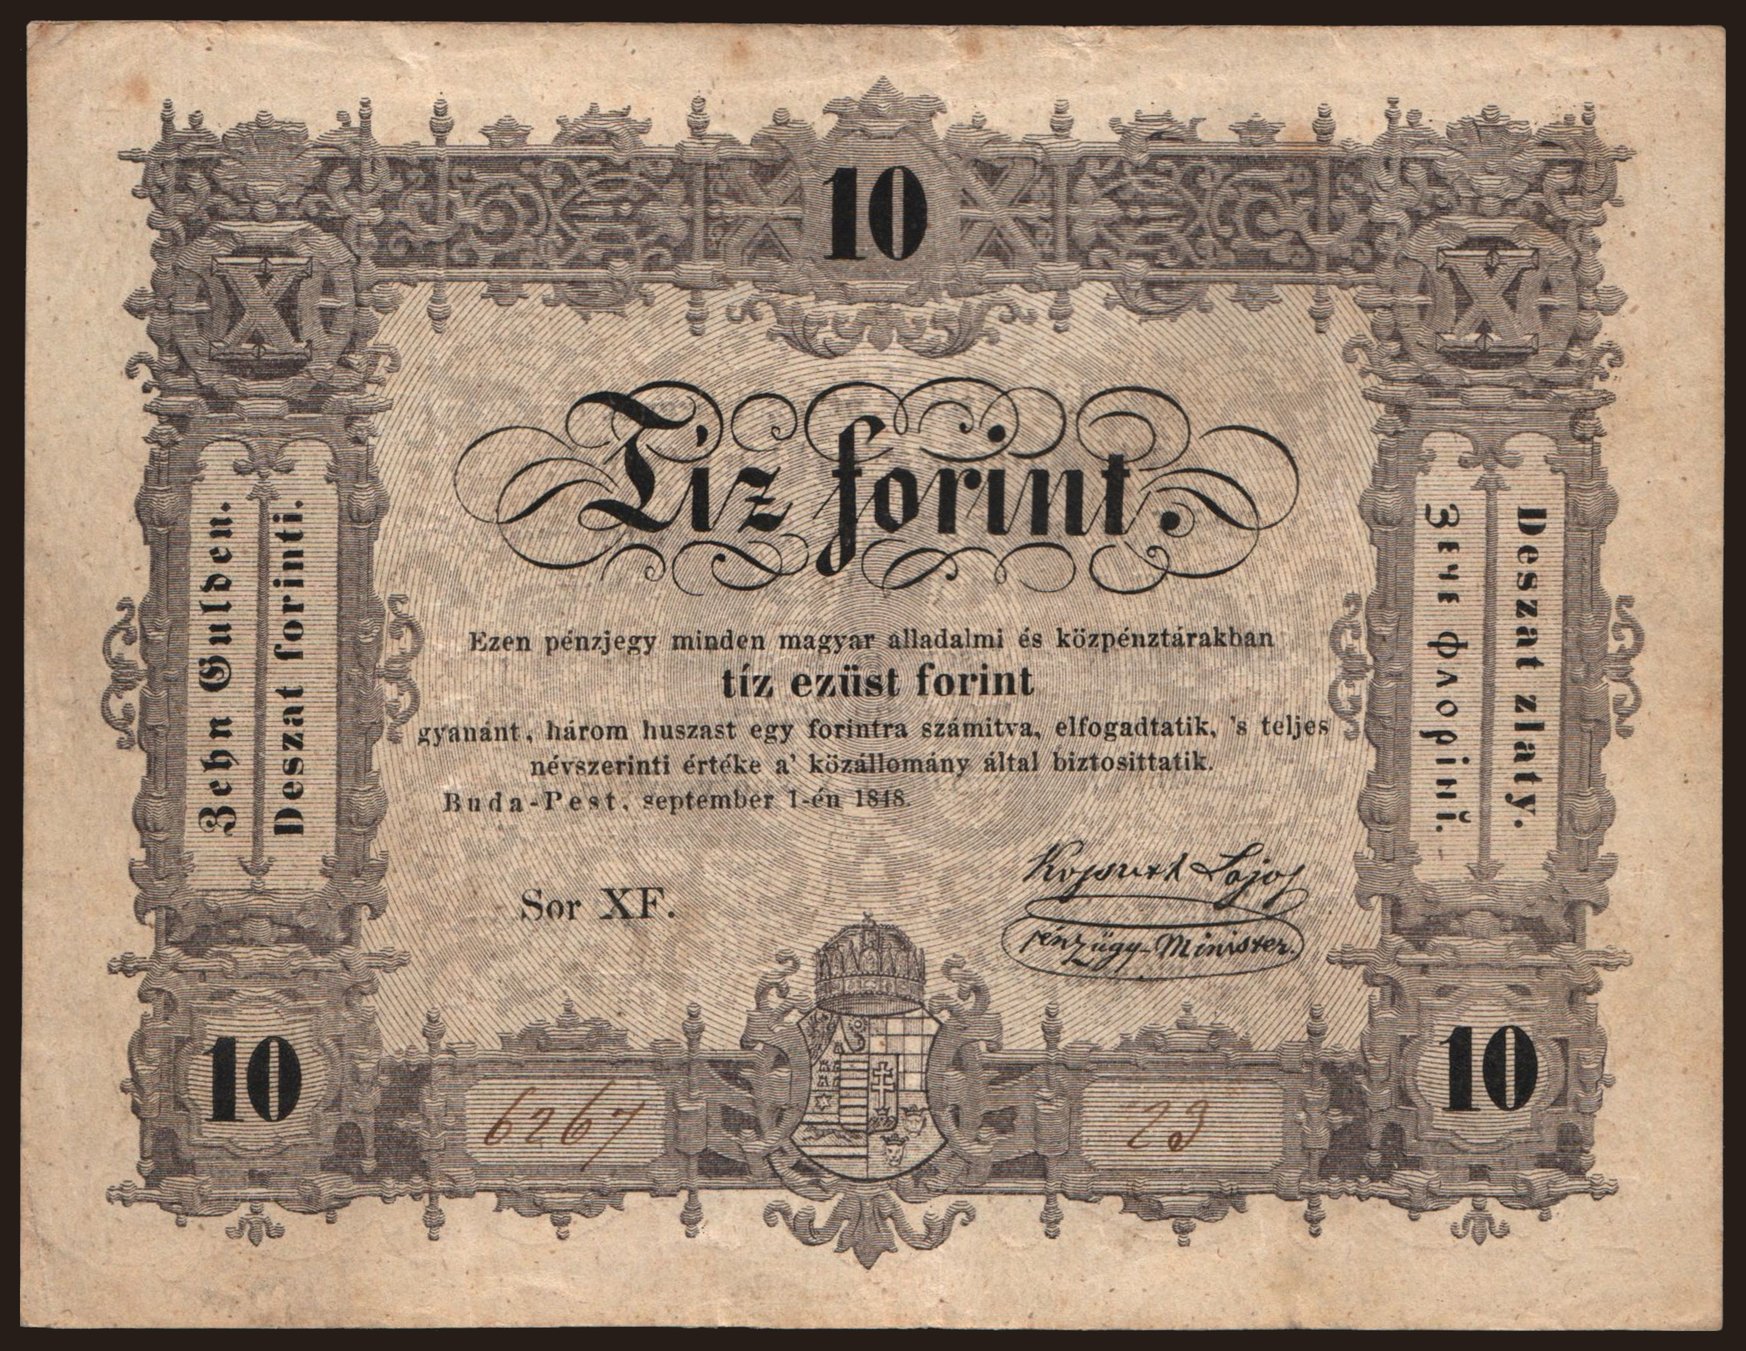 10
X
X
Tíz forint.
Zehn Gulden.
Deszat forinti.
Deszat zlaty.
Зече флорінĭ.
Ezen pénzjegy minden magyar álladalmi és közpénztárakban
tíz ezüst forint
gyanánt, három huszast egy forintra számitva, elfogadtatik, 's teljes
névszerinti értéke a' közállomány által biztosittatik.
Buda-Pest, september 1-én 1848.
Sor XF.
Kossuth Lajos
pénzügy-Minister.
10
6267
23
10